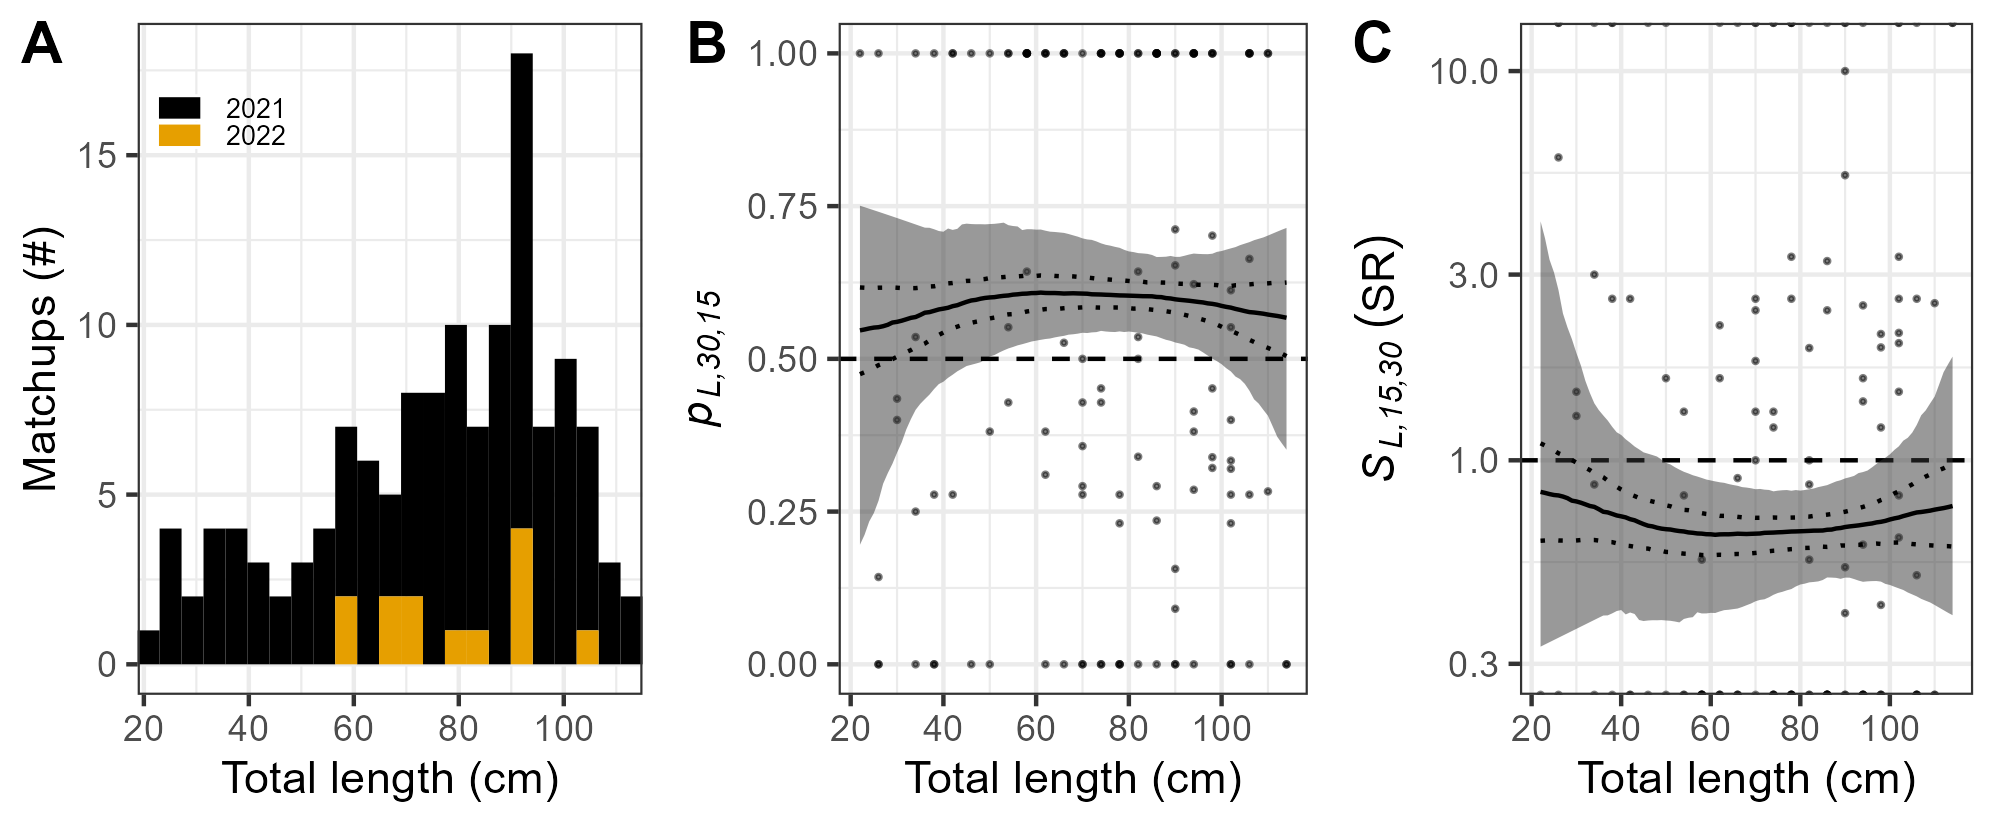 A
Matchups (#)
15
10
5
0
2021
2022
20 40 60 80 100
Total length (cm)
B
p L,30,15
1.00
0.75
0.50
0.25
0.00
20 40 60 80 100
Total length (cm)
C
S L,15,30 (SR)
10.0
3.0
1.0
0.3
20 40 60 80 100
Total length (cm)